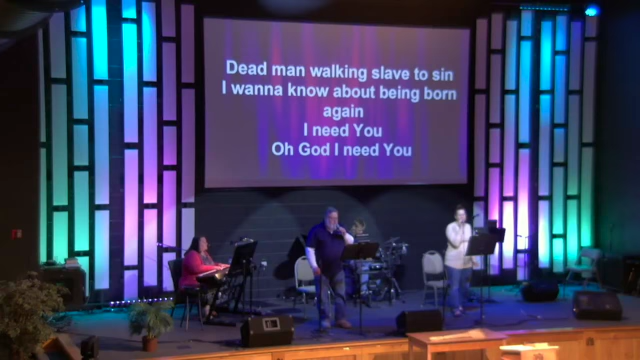 Dead man walking slave to sin
I wanna know about being born
again
I need You
Oh God I need You